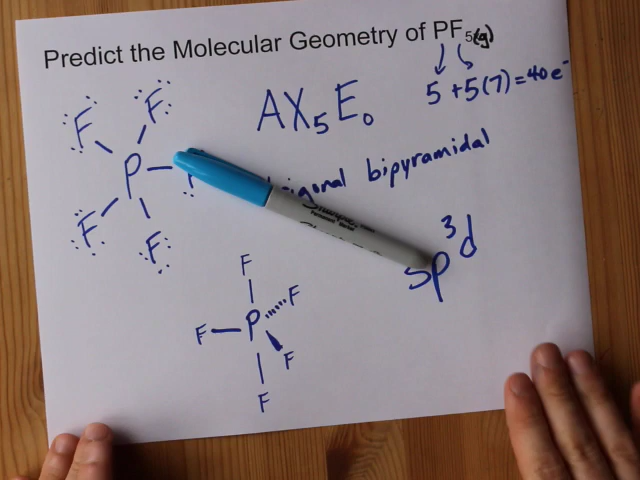 Predict the Molecular Geometry of PF5(g)
5 + 5(7) = 40 e⁻
AX5E0
bipyramidal
F
F
P
F
F
sp³d
F
F
F
P
F
F